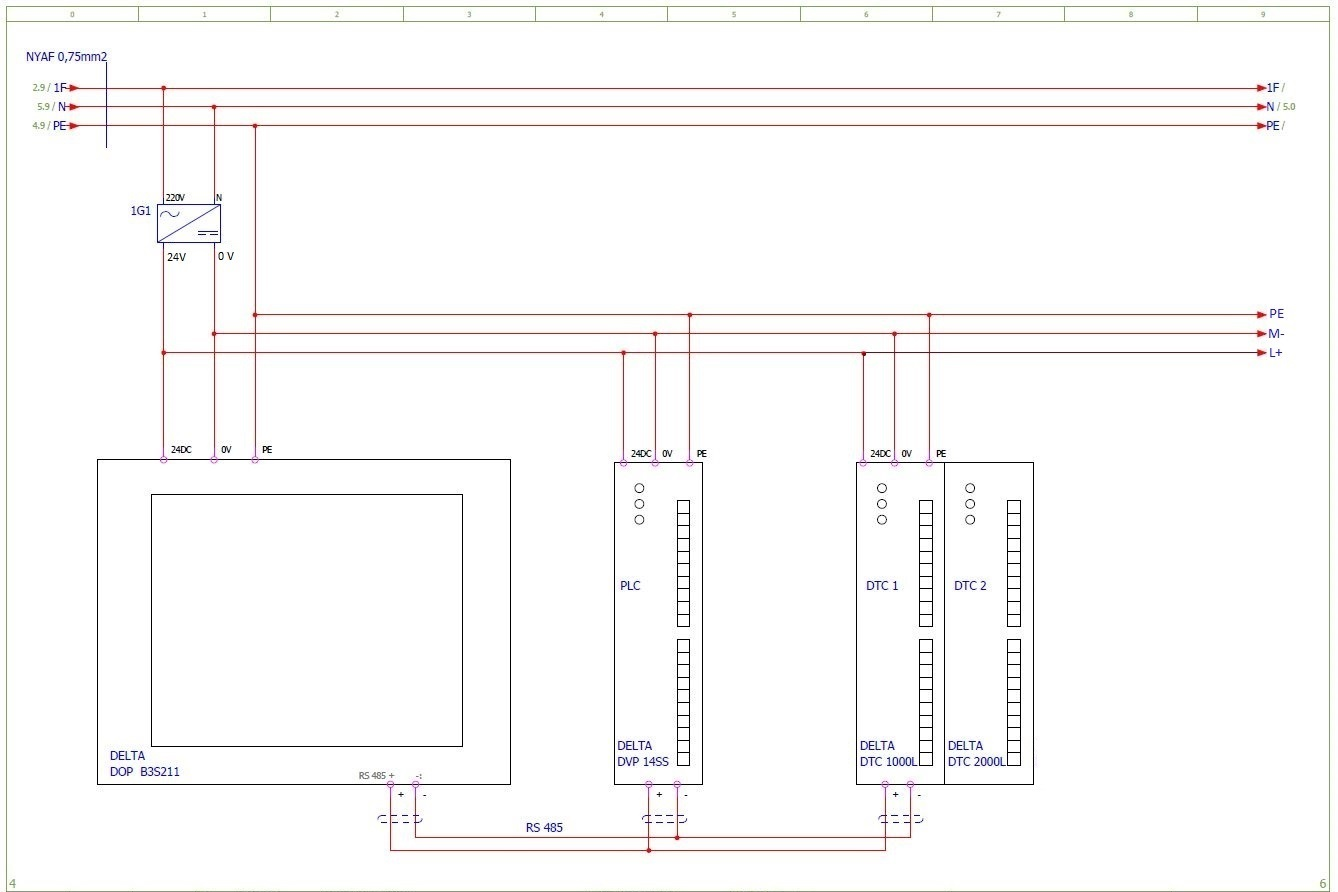 0 1 2 3 4 5 6 7 8 9
NYAF 0,75mm2
2.9 / 1F 1F /
5.9 / N N / 5.0
4.9 / PE PE /
220V N
1G1
24V 0 V
PE
M-
L+
24DC 0V PE
24DC 0V PE
24DC 0V PE
PLC
DTC 1
DTC 2
DELTA
DOP B3S211
DELTA
DVP 14SS
DELTA
DTC 1000L
DELTA
DTC 2000L
RS 485 + -:
+ -
+ -
+ -
RS 485
4 6